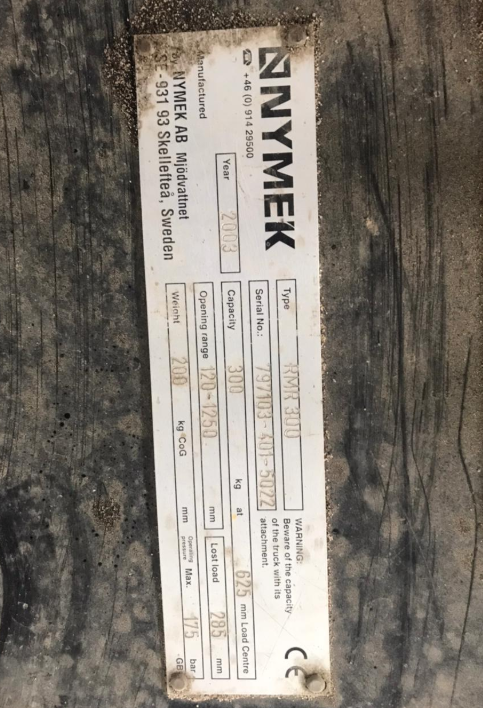 NYMEK
☎ +46 (0) 914 29500
Year 2003
Manufactured
by NYMEK AB Mjödvattnet
SE-931 93 Skellefteå, Sweden
Type RMR 300
Serial No.: 797103-401-5022
Capacity 300 kg at 625 mm Load Centre
Opening range 120-1250 mm Lost load 285 mm
Weight 200 kg CoG mm Operating pressure Max. 175 bar
WARNING:
Beware of the capacity
of the truck with its
attachment.
CE
GB